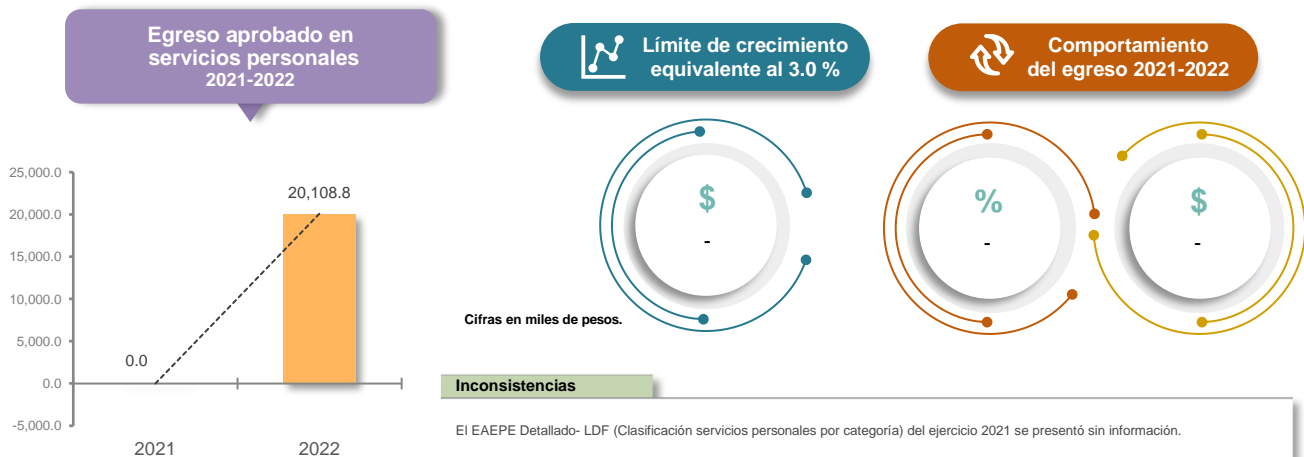 Egreso aprobado en
servicios personales
2021-2022
Límite de crecimiento
equivalente al 3.0 %
Comportamiento
del egreso 2021-2022
25,000.0
20,000.0
15,000.0
10,000.0
5,000.0
0.0
-5,000.0
0.0
20,108.8
2021
2022
$
-
%
-
$
-
Cifras en miles de pesos.
Inconsistencias
El EAEPE Detallado- LDF (Clasificación servicios personales por categoría) del ejercicio 2021 se presentó sin información.